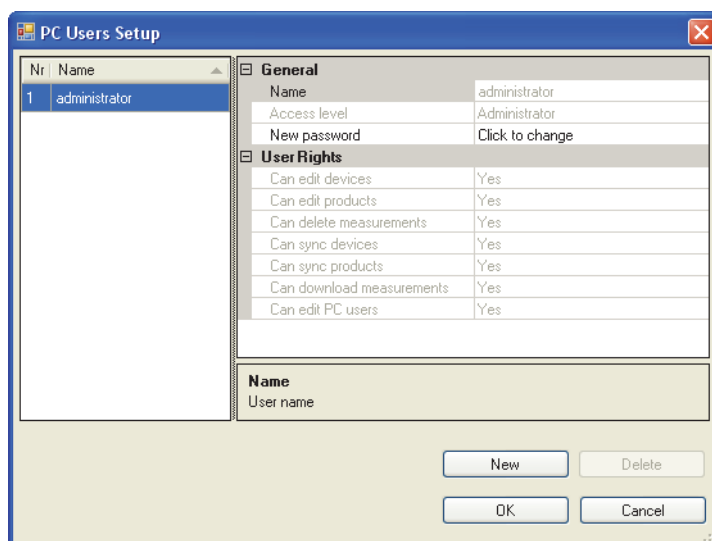 PC Users Setup
Nr Name
1 administrator
General
Name administrator
Access level Administrator
New password Click to change
User Rights
Can edit devices Yes
Can edit products Yes
Can delete measurements Yes
Can sync devices Yes
Can sync products Yes
Can download measurements Yes
Can edit PC users Yes
Name
User name
New Delete
OK Cancel